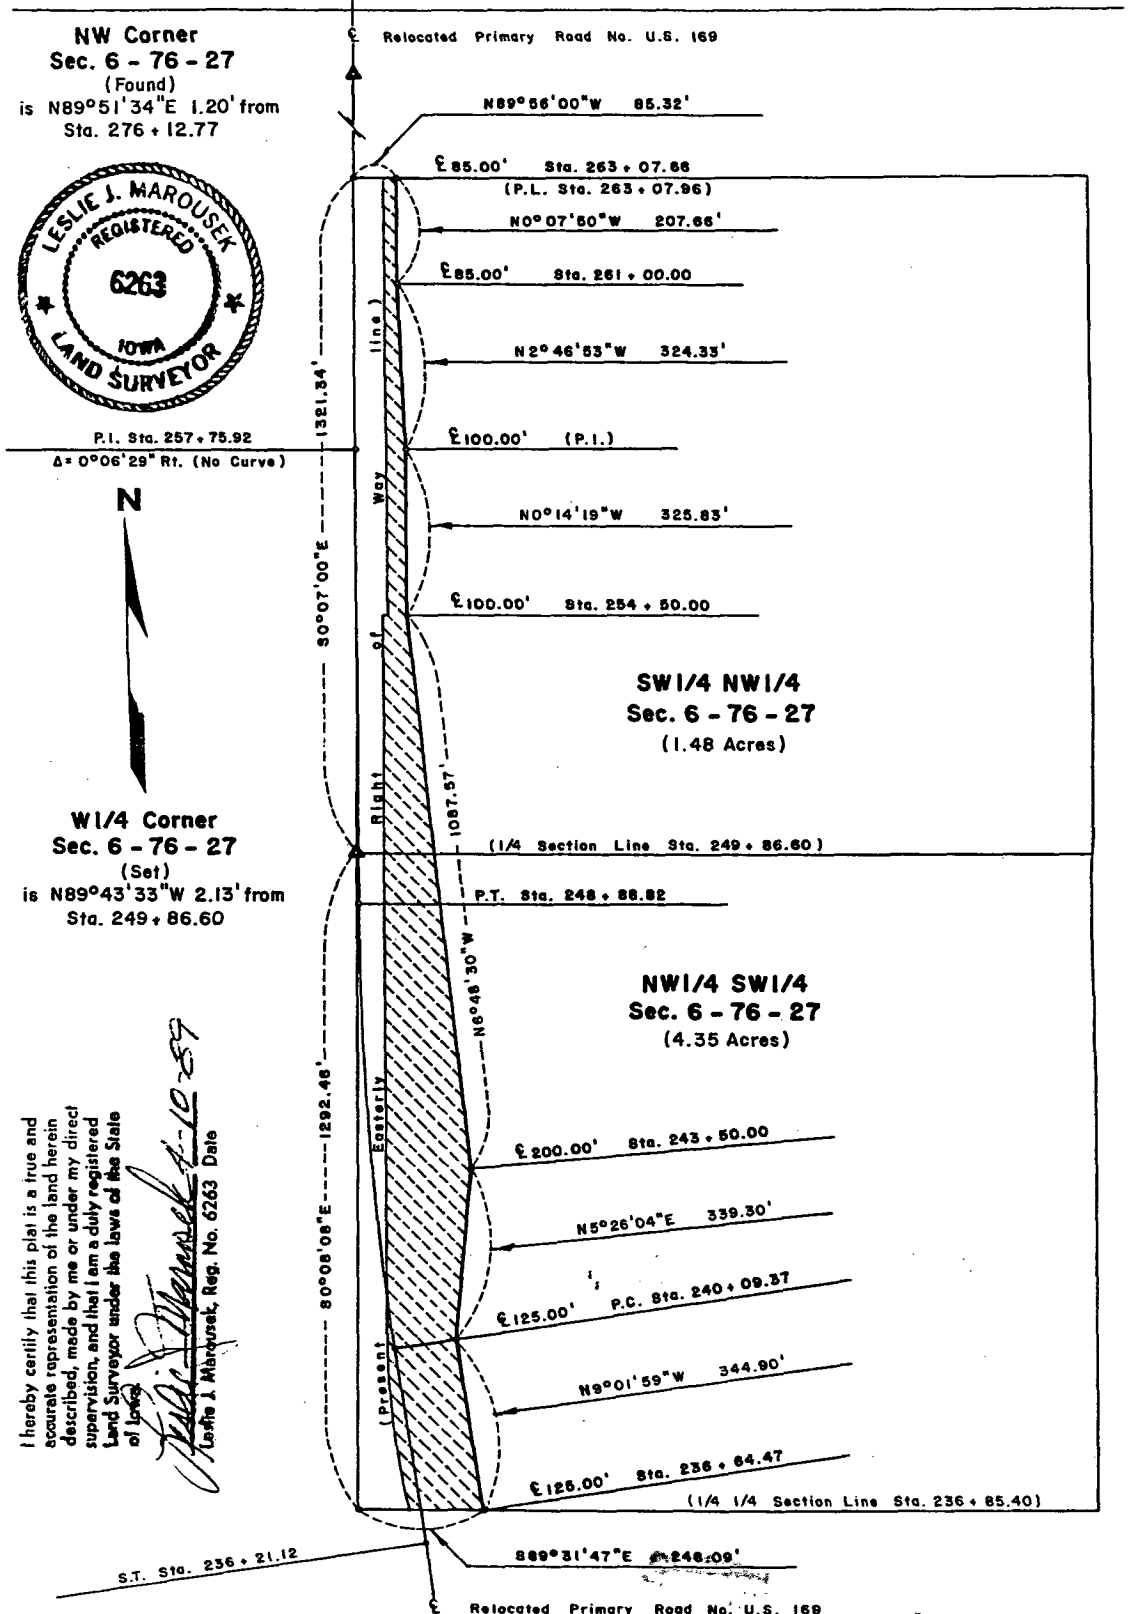 ℄ Relocated Primary Road No. U.S. 169
NW Corner
Sec. 6 - 76 - 27
(Found)
is N89°51'34"E 1.20' from
Sta. 276 + 12.77
N89°56'00"W 85.32'
℄ 85.00' Sta. 263 + 07.66
(P.L. Sta. 263 + 07.96)
LESLIE J. MAROUSEK
REGISTERED
6263
IOWA
LAND SURVEYOR
N0°07'50"W 207.66'
℄ 85.00' Sta. 261 + 00.00
N2°46'53"W 324.33'
S0°07'00"E 1321.34'
P.I. Sta. 257 + 75.92
Δ= 0°06'29" Rt. (No Curve)
℄ 100.00' (P.I.)
N
N0°14'19"W 325.83'
℄ 100.00' Sta. 254 + 50.00
SW1/4 NW1/4
Sec. 6 - 76 - 27
(1.48 Acres)
(Present Easterly Right of Way line)
W1/4 Corner
Sec. 6 - 76 - 27
(Set)
is N89°43'33"W 2.13' from
Sta. 249 + 86.60
(1/4 Section Line Sta. 249 + 86.60)
P.T. Sta. 248 + 88.82
N6°48'30"W 1087.57'
NW1/4 SW1/4
Sec. 6 - 76 - 27
(4.35 Acres)
S0°08'08"E 1292.46'
℄ 200.00' Sta. 243 + 50.00
N5°26'04"E 339.30'
℄ 125.00' P.C. Sta. 240 + 09.37
N9°01'59"W 344.90'
℄ 125.00' Sta. 236 + 64.47
(1/4 1/4 Section Line Sta. 236 + 85.40)
S89°31'47"E 248.09'
S.T. Sta. 236 + 21.12
℄ Relocated Primary Road No. U.S. 169
I hereby certify that this plat is a true and
accurate representation of the land herein
described, made by me or under my direct
supervision, and that I am a duly registered
Land Surveyor under the laws of the State
of Iowa.
Leslie J. Marousek 4-10-89
Leslie J. Marousek, Reg. No. 6263 Date